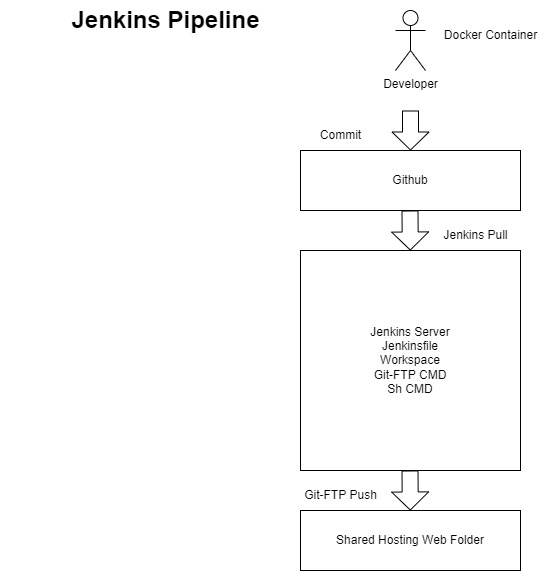 Jenkins Pipeline
Docker Container
Developer
Commit
Github
Jenkins Pull
Jenkins Server
Jenkinsfile
Workspace
Git-FTP CMD
Sh CMD
Git-FTP Push
Shared Hosting Web Folder